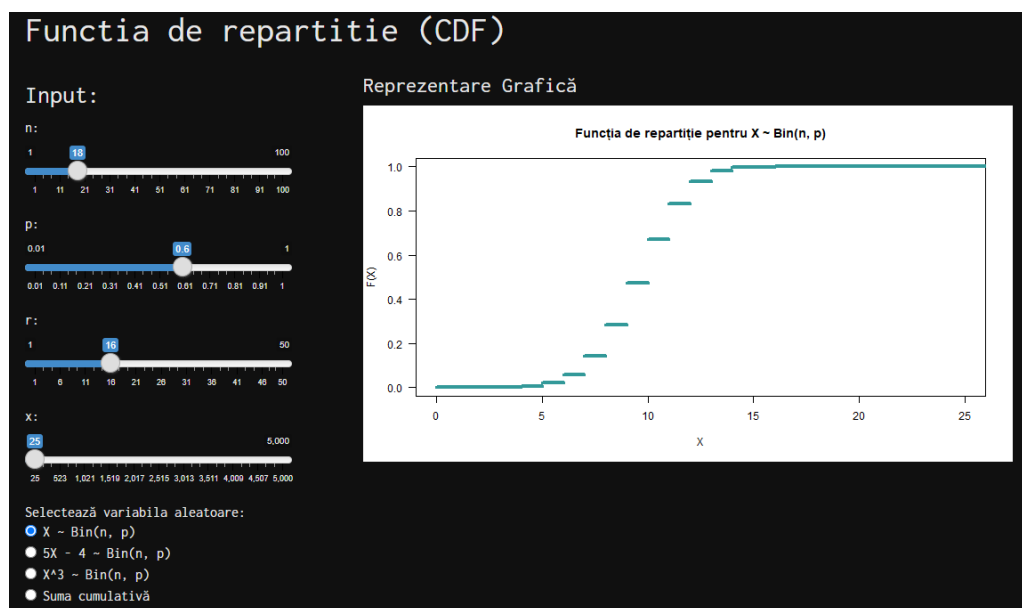 Functia de repartitie (CDF)
Input:
n:
1 18 100
1 11 21 31 41 51 61 71 81 91 100
p:
0.01 0.6 1
0.01 0.11 0.21 0.31 0.41 0.51 0.61 0.71 0.81 0.91 1
r:
1 16 50
1 6 11 16 21 26 31 36 41 46 50
x:
25 5,000
25 523 1,021 1,519 2,017 2,515 3,013 3,511 4,009 4,507 5,000
Selectează variabila aleatoare:
X ~ Bin(n, p)
5X - 4 ~ Bin(n, p)
X^3 ~ Bin(n, p)
Suma cumulativă
Reprezentare Grafică
Funcția de repartiție pentru X ~ Bin(n, p)
F(X)
1.0
0.8
0.6
0.4
0.2
0.0
0 5 10 15 20 25
X